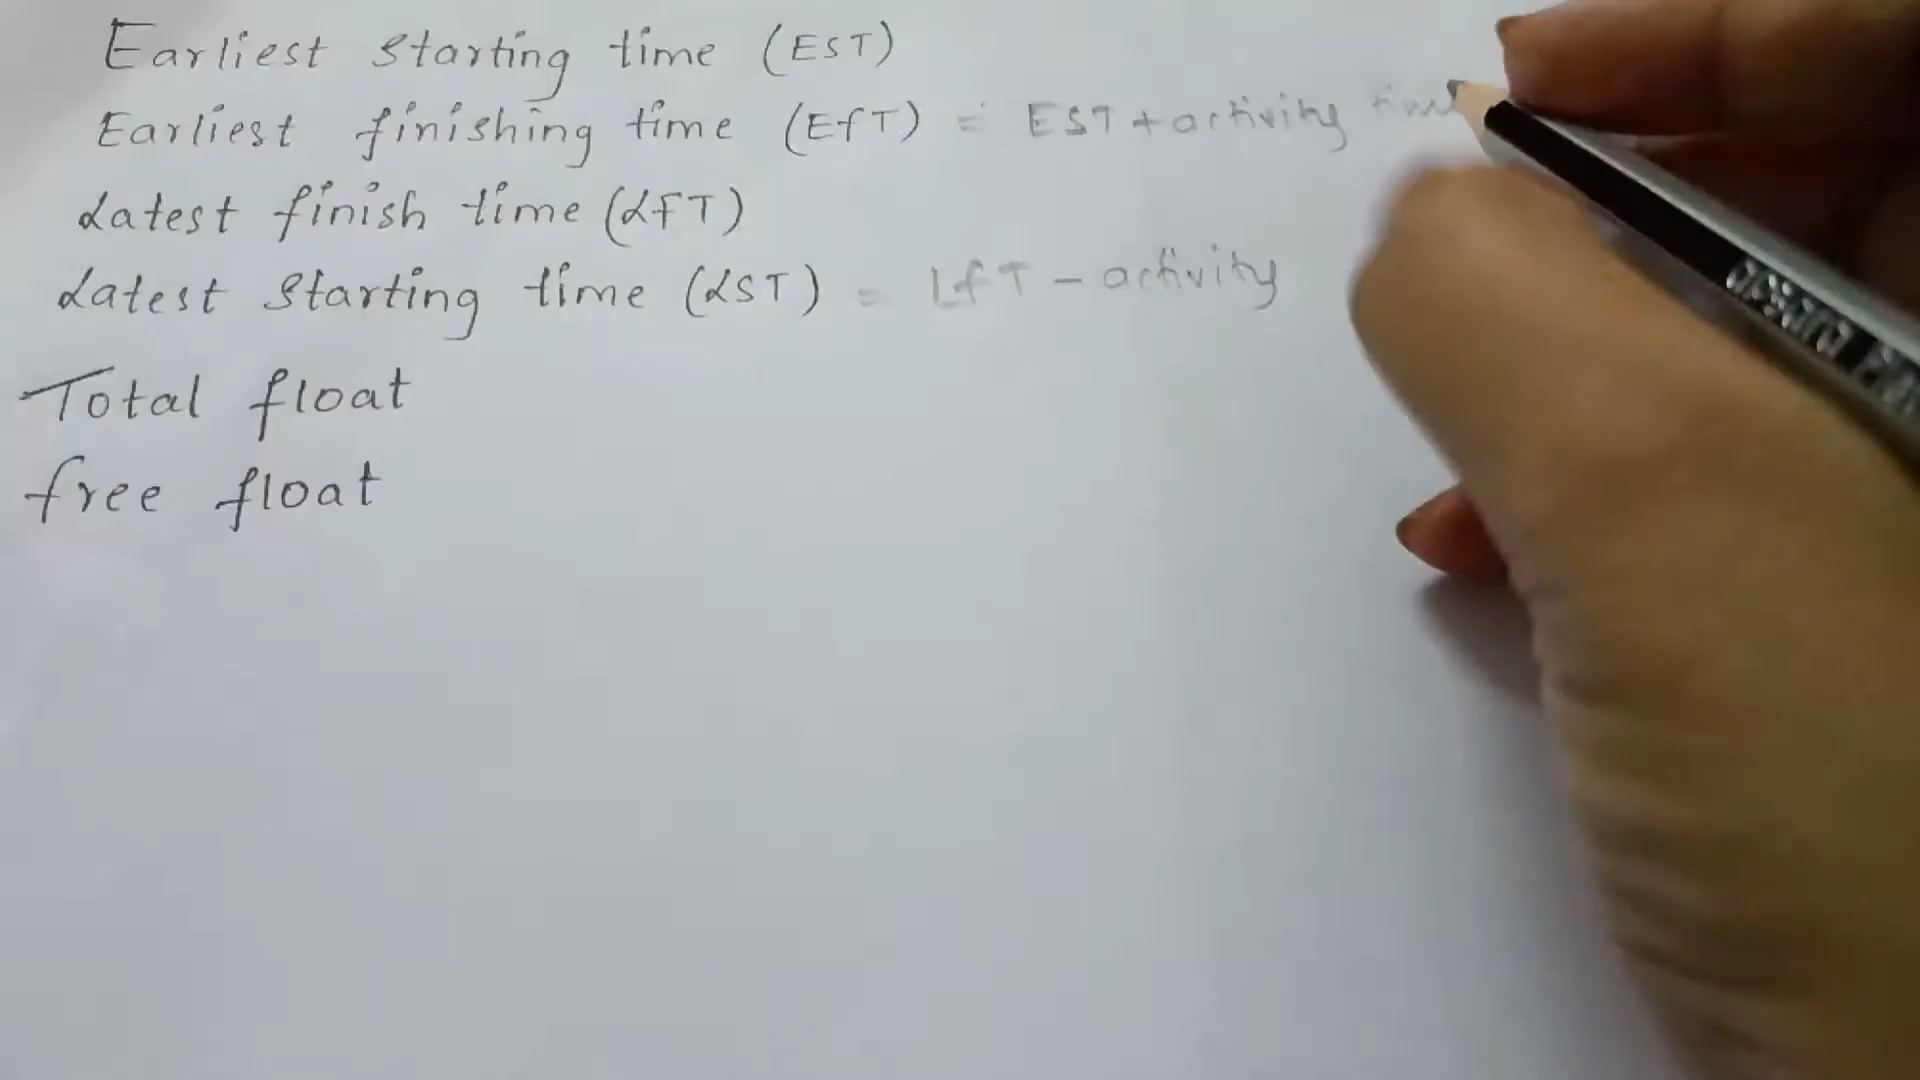 Earliest starting time (EST)
Earliest finishing time (EfT) = EST + activity time
Latest finish time (LFT)
Latest starting time (LST) = LfT - activity
Total float
free float